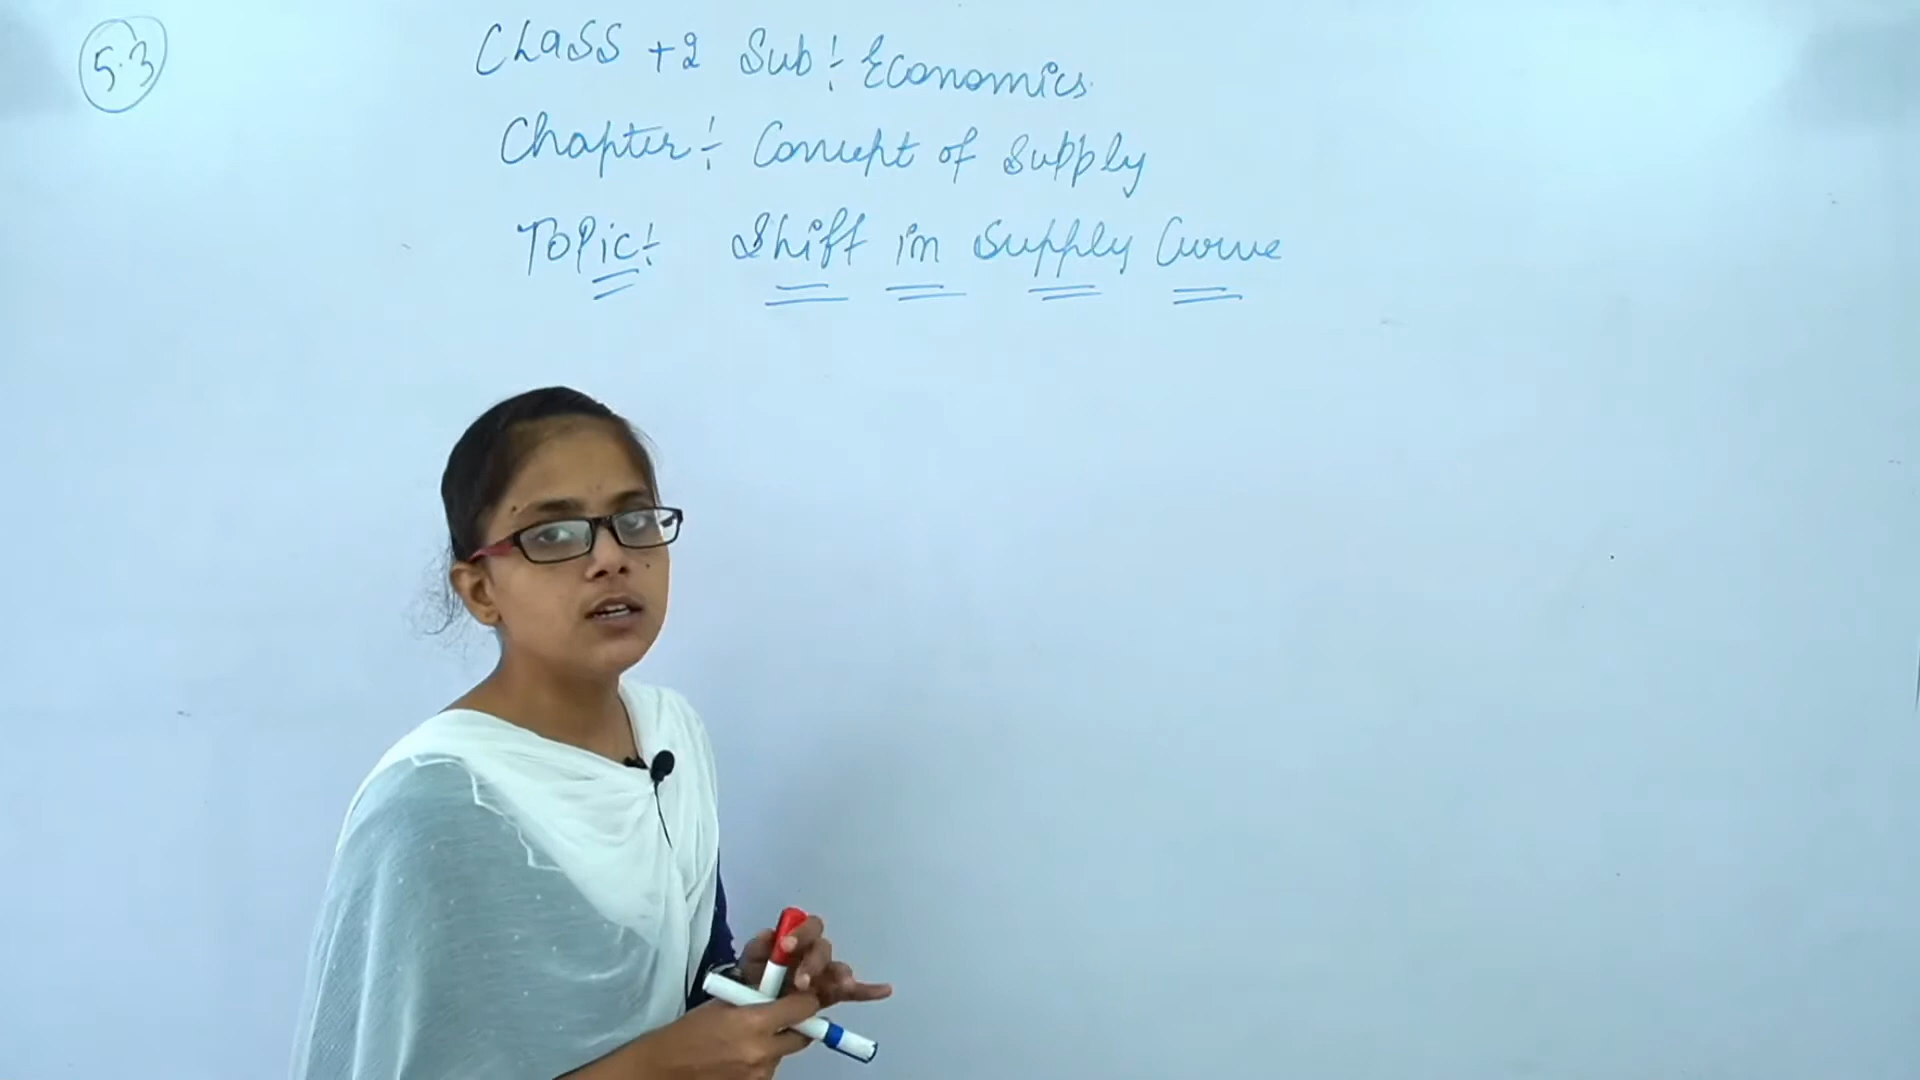 5.3
Class +2 Sub:- Economics.
Chapter:- Concept of Supply
Topic:- Shift in Supply Curve